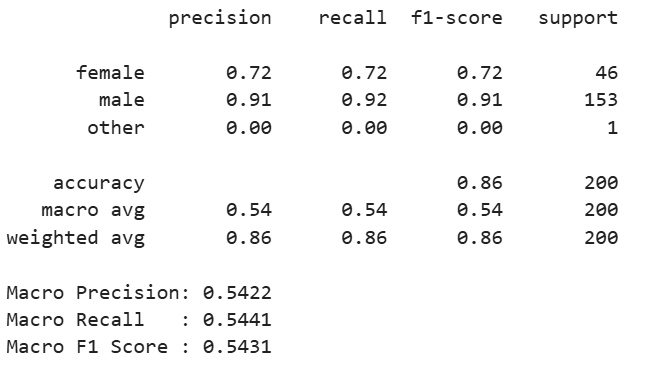 precision recall f1-score support
female 0.72 0.72 0.72 46
male 0.91 0.92 0.91 153
other 0.00 0.00 0.00 1
accuracy 0.86 200
macro avg 0.54 0.54 0.54 200
weighted avg 0.86 0.86 0.86 200
Macro Precision: 0.5422
Macro Recall : 0.5441
Macro F1 Score : 0.5431